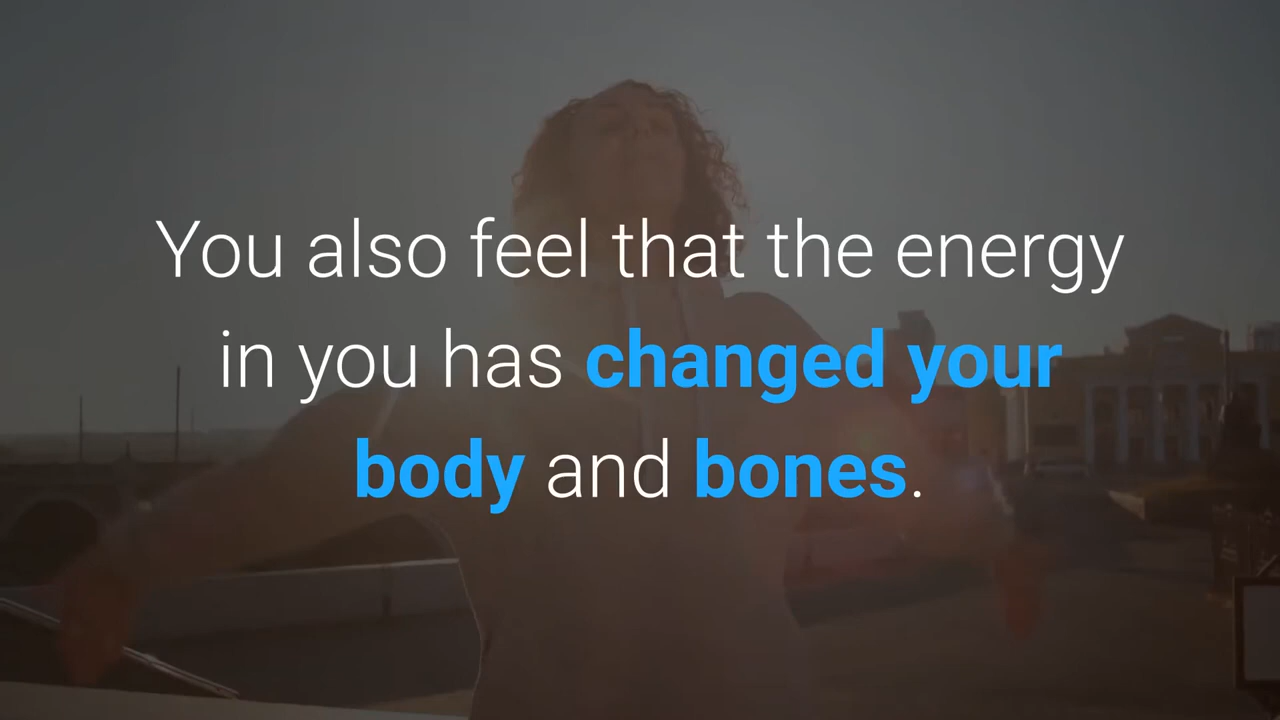 You also feel that the energy
in you has changed your
body and bones.